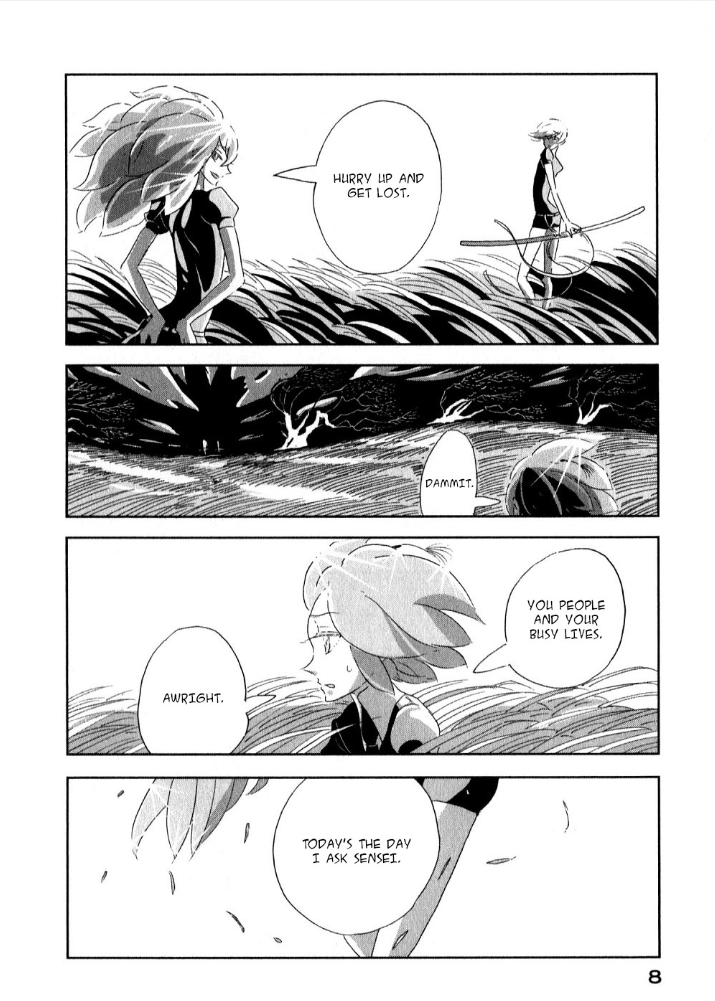 HURRY UP AND
GET LOST.
DAMMIT.
YOU PEOPLE
AND YOUR
BUSY LIVES.
AWRIGHT.
TODAY'S THE DAY
I ASK SENSEI.
8